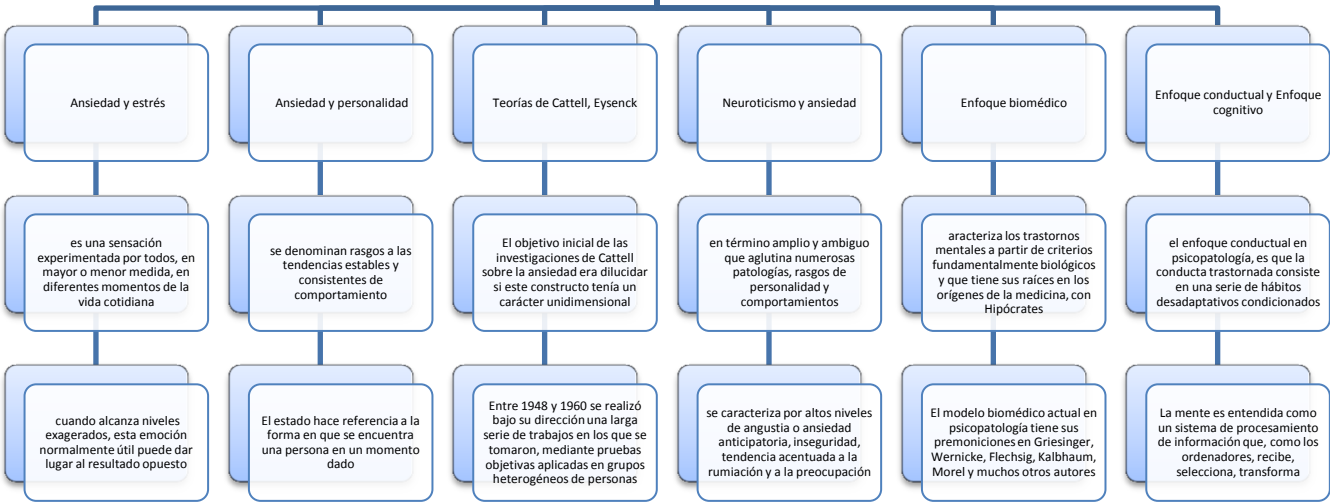 Ansiedad y estrés
Ansiedad y personalidad
Teorías de Cattell, Eysenck
Neuroticismo y ansiedad
Enfoque biomédico
Enfoque conductual y Enfoque
cognitivo
es una sensación
experimentada por todos, en
mayor o menor medida, en
diferentes momentos de la
vida cotidiana
se denominan rasgos a las
tendencias estables y
consistentes de
comportamiento
El objetivo inicial de las
investigaciones de Cattell
sobre la ansiedad era dilucidar
si este constructo tenía un
carácter unidimensional
en término amplio y ambiguo
que aglutina numerosas
patologías, rasgos de
personalidad y
comportamientos
aracteriza los trastornos
mentales a partir de criterios
fundamentalmente biológicos
y que tiene sus raíces en los
orígenes de la medicina, con
Hipócrates
el enfoque conductual en
psicopatología, es que la
conducta trastornada consiste
en una serie de hábitos
desadaptativos condicionados
cuando alcanza niveles
exagerados, esta emoción
normalmente útil puede dar
lugar al resultado opuesto
El estado hace referencia a la
forma en que se encuentra
una persona en un momento
dado
Entre 1948 y 1960 se realizó
bajo su dirección una larga
serie de trabajos en los que se
tomaron, mediante pruebas
objetivas aplicadas en grupos
heterogéneos de personas
se caracteriza por altos niveles
de angustia o ansiedad
anticipatoria, inseguridad,
tendencia acentuada a la
rumiación y a la preocupación
El modelo biomédico actual en
psicopatología tiene sus
premoniciones en Griesinger,
Wernicke, Flechsig, Kalbhaum,
Morel y muchos otros autores
La mente es entendida como
un sistema de procesamiento
de información que, como los
ordenadores, recibe,
selecciona, transforma